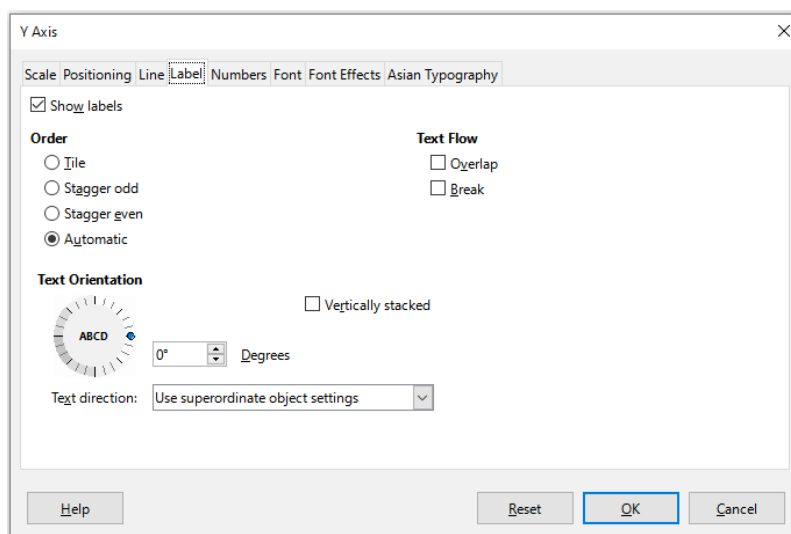 Y Axis
Scale Positioning Line Label Numbers Font Font Effects Asian Typography
Show labels
Order
Tile
Stagger odd
Stagger even
Automatic
Text Flow
Overlap
Break
Text Orientation
ABCD
Vertically stacked
0° Degrees
Text direction: Use superordinate object settings
Help Reset OK Cancel